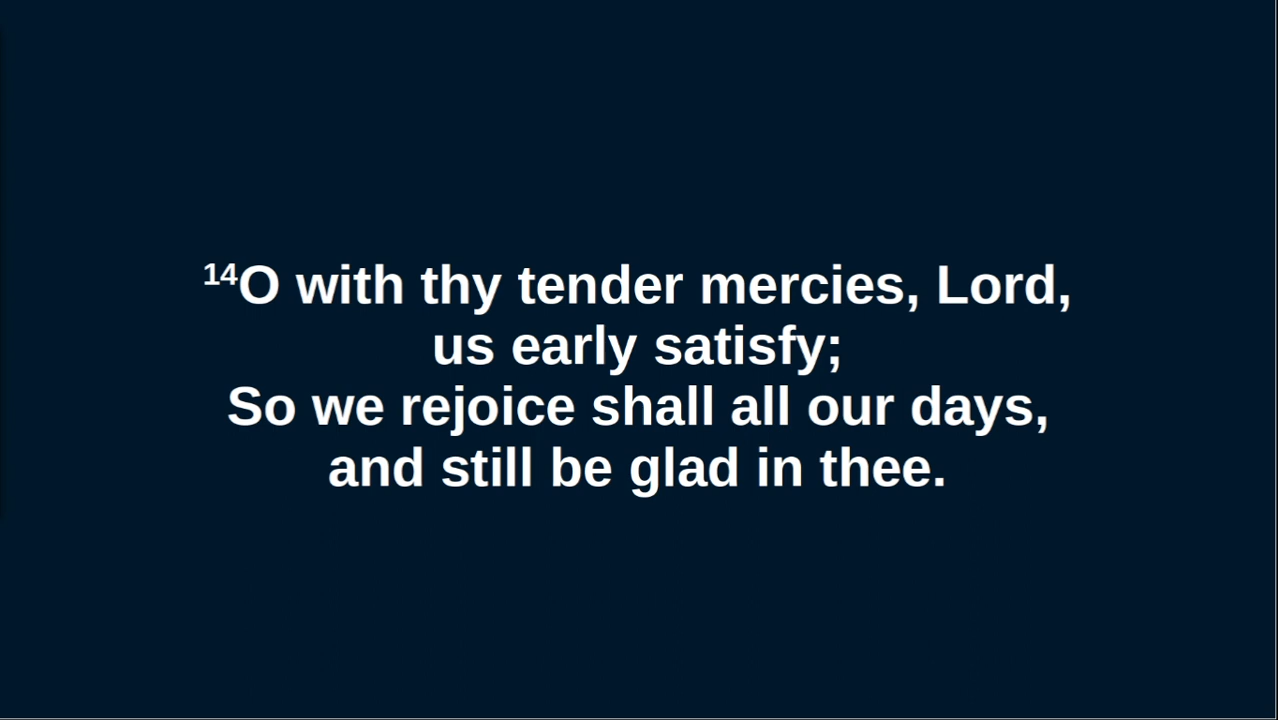 ¹⁴O with thy tender mercies, Lord,
us early satisfy;
So we rejoice shall all our days,
and still be glad in thee.